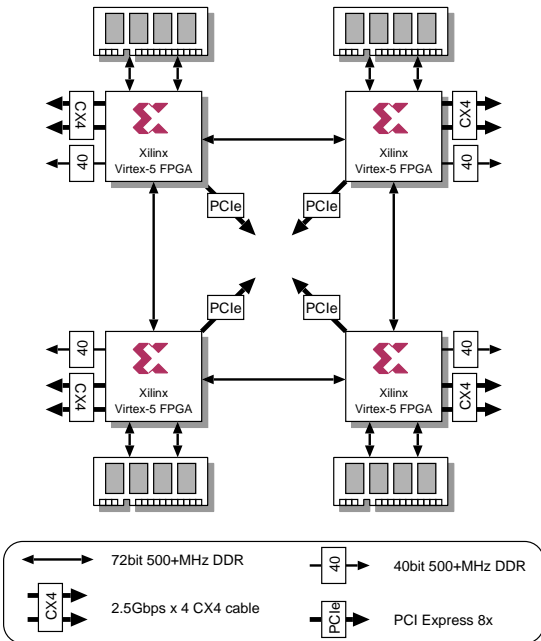 CX4
Xilinx
Virtex-5 FPGA
40
PCIe
Xilinx
Virtex-5 FPGA
CX4
40
PCIe
PCIe
40
Xilinx
Virtex-5 FPGA
CX4
PCIe
Xilinx
Virtex-5 FPGA
40
CX4
72bit 500+MHz DDR
40
40bit 500+MHz DDR
CX4
2.5Gbps x 4 CX4 cable
PCIe
PCI Express 8x